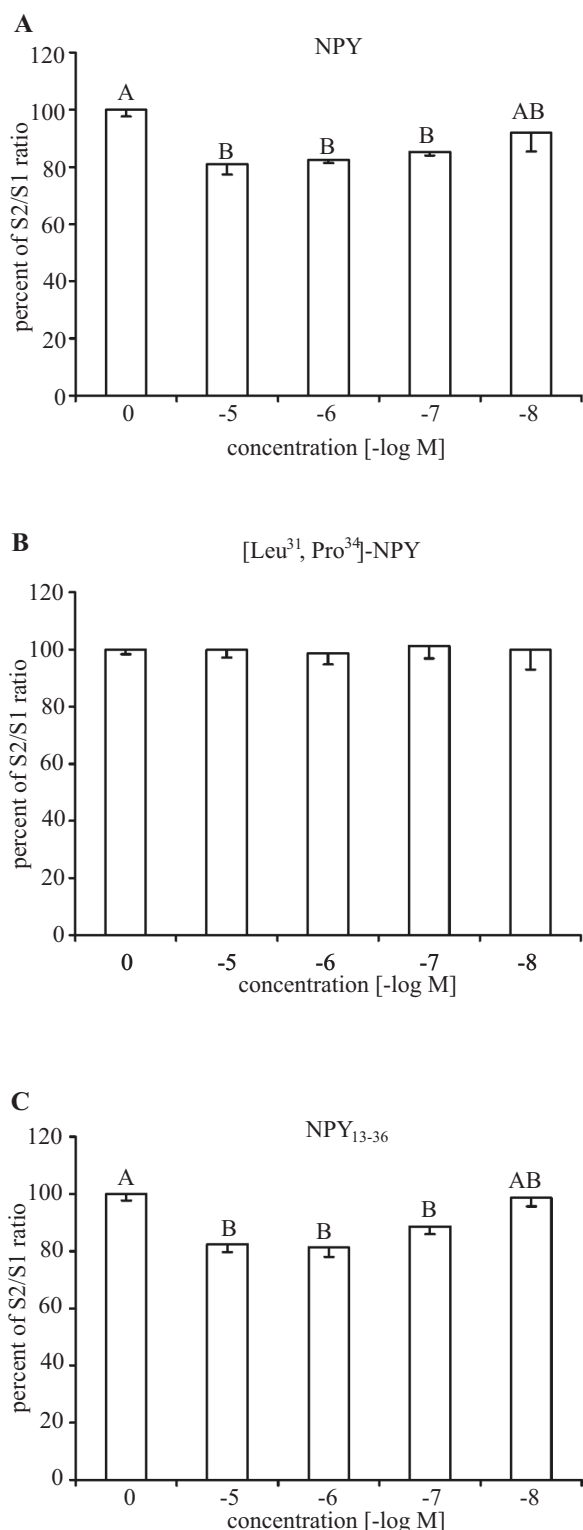 A
NPY
120
100
80
60
40
20
0
percent of S2/S1 ratio
A
B
B
B
AB
0 -5 -6 -7 -8
concentration [-log M]
B
[Leu31, Pro34]-NPY
120
100
80
60
40
20
0
percent of S2/S1 ratio
0 -5 -6 -7 -8
concentration [-log M]
C
NPY13-36
120
100
80
60
40
20
0
percent of S2/S1 ratio
A
B
B
B
AB
0 -5 -6 -7 -8
concentration [-log M]